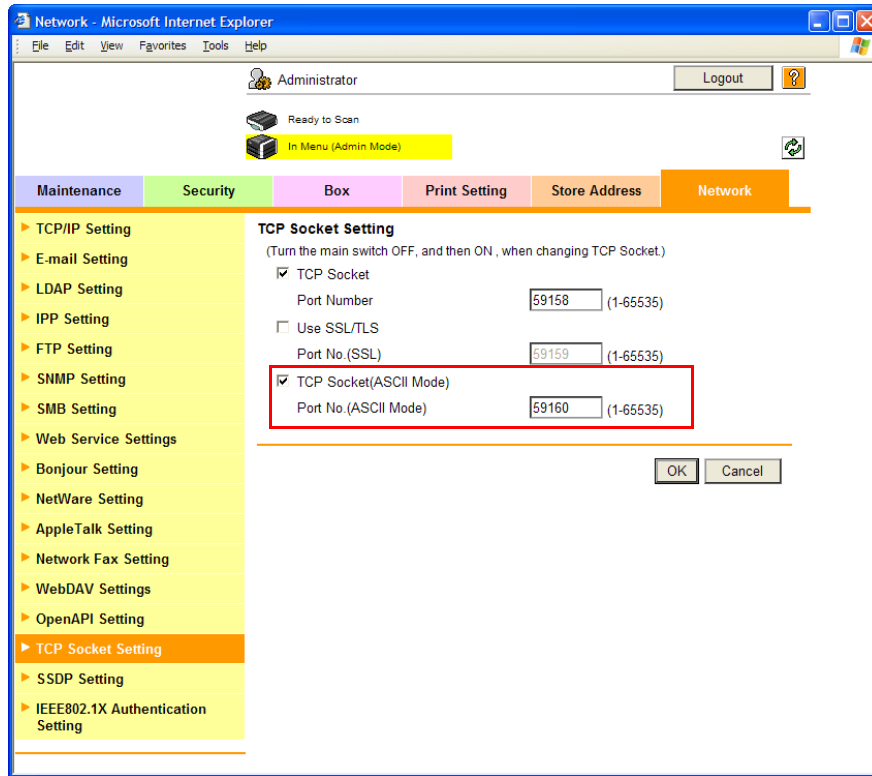 Network - Microsoft Internet Explorer
File Edit View Favorites Tools Help
Administrator
Logout
?
Ready to Scan
In Menu (Admin Mode)
Maintenance Security Box Print Setting Store Address Network
TCP/IP Setting
E-mail Setting
LDAP Setting
IPP Setting
FTP Setting
SNMP Setting
SMB Setting
Web Service Settings
Bonjour Setting
NetWare Setting
AppleTalk Setting
Network Fax Setting
WebDAV Settings
OpenAPI Setting
TCP Socket Setting
SSDP Setting
IEEE802.1X Authentication
Setting
TCP Socket Setting
(Turn the main switch OFF, and then ON , when changing TCP Socket.)
TCP Socket
Port Number 59158 (1-65535)
Use SSL/TLS
Port No.(SSL) 59159 (1-65535)
TCP Socket(ASCII Mode)
Port No.(ASCII Mode) 59160 (1-65535)
OK Cancel